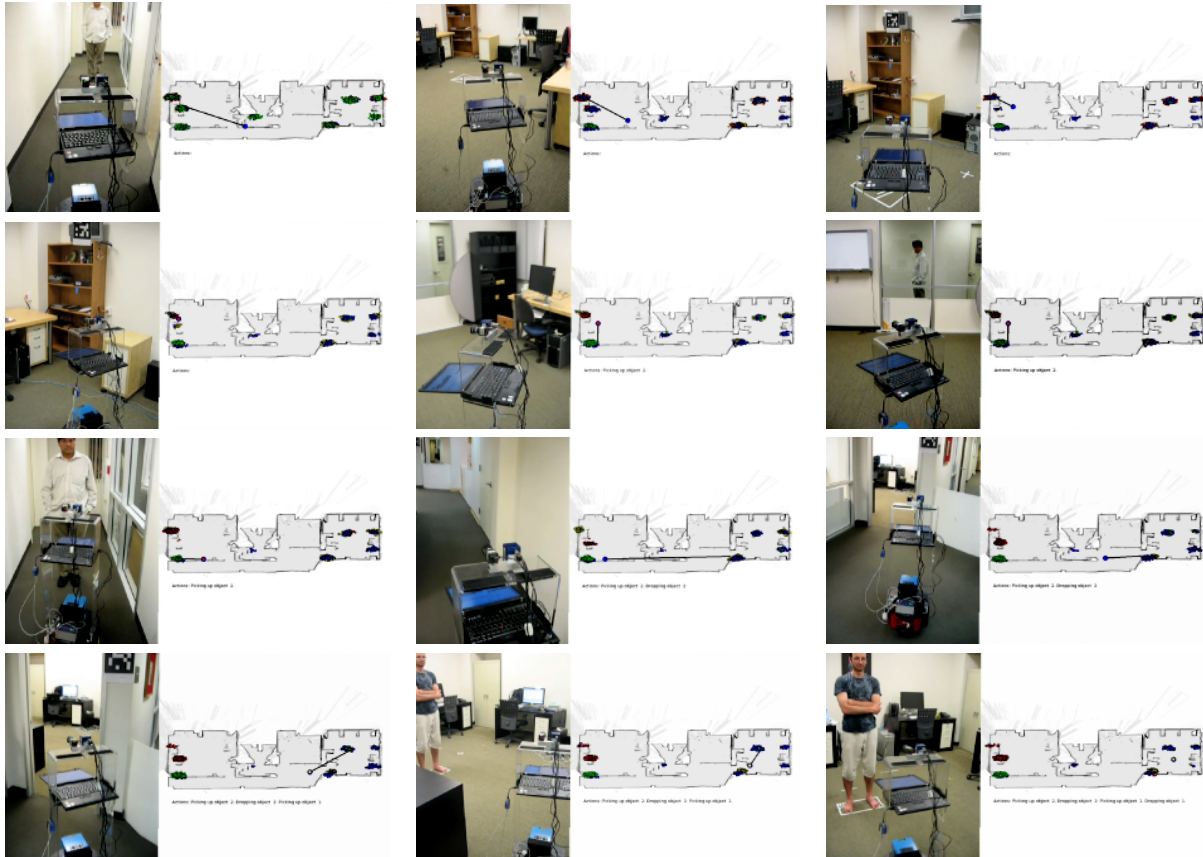 Actions:
Actions:
Actions:
Actions:
Actions: Picking up object 2.
Actions: Picking up object 2.
Actions: Picking up object 2.
Actions: Picking up object 2. Dropping object 2.
Actions: Picking up object 2. Dropping object 2.
Actions: Picking up object 2. Dropping object 2. Picking up object 1.
Actions: Picking up object 2. Dropping object 2. Picking up object 1.
Actions: Picking up object 2. Dropping object 2. Picking up object 1. Dropping object 1.